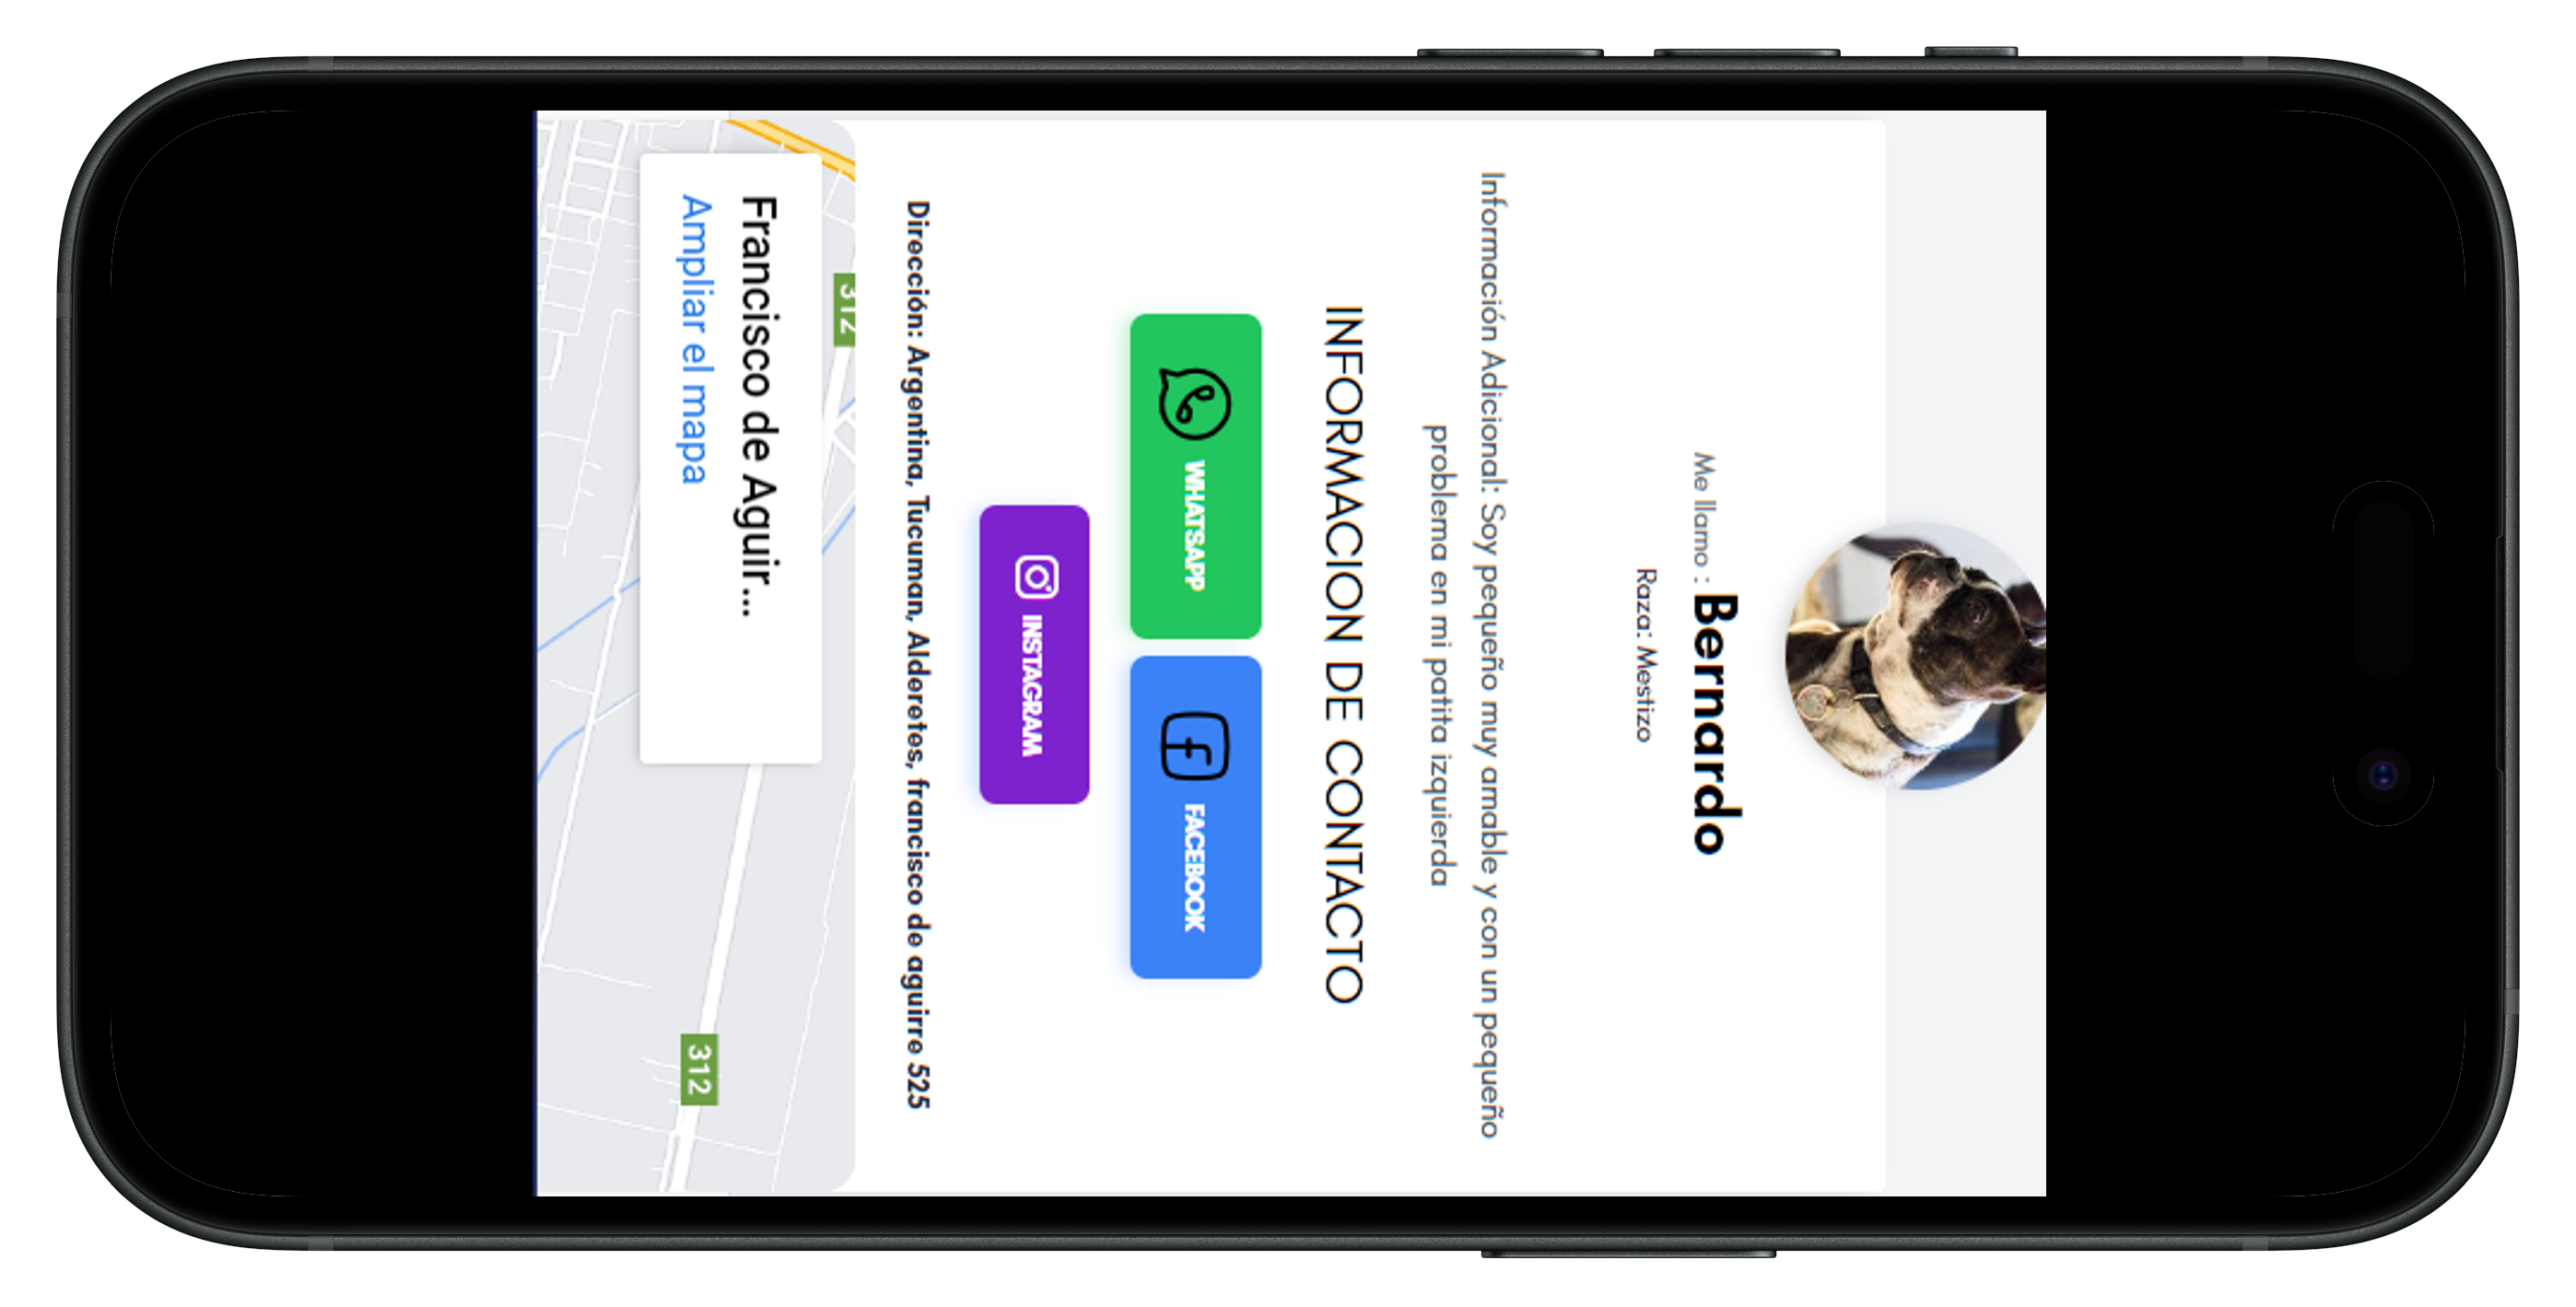 Me llamo : Bernardo
Raza: Mestizo
Información Adicional: Soy pequeño muy amable y con un pequeño
problema en mi patita izquierda
INFORMACION DE CONTACTO
WHATSAPP
FACEBOOK
INSTAGRAM
Dirección: Argentina, Tucuman, Alderetes, francisco de aguirre 525
312
Francisco de Aguir...
Ampliar el mapa
312